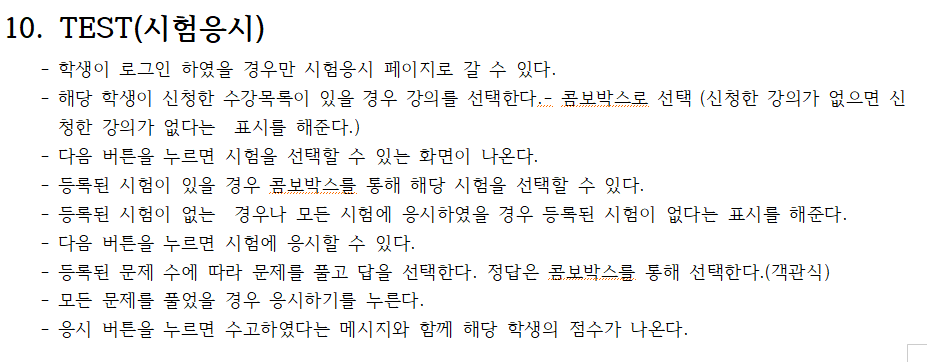 10. TEST(시험응시)
- 학생이 로그인 하였을 경우만 시험응시 페이지로 갈 수 있다.
- 해당 학생이 신청한 수강목록이 있을 경우 강의를 선택한다.- 콤보박스로 선택 (신청한 강의가 없으면 신
청한 강의가 없다는 표시를 해준다.)
- 다음 버튼을 누르면 시험을 선택할 수 있는 화면이 나온다.
- 등록된 시험이 있을 경우 콤보박스를 통해 해당 시험을 선택할 수 있다.
- 등록된 시험이 없는 경우나 모든 시험에 응시하였을 경우 등록된 시험이 없다는 표시를 해준다.
- 다음 버튼을 누르면 시험에 응시할 수 있다.
- 등록된 문제 수에 따라 문제를 풀고 답을 선택한다. 정답은 콤보박스를 통해 선택한다.(객관식)
- 모든 문제를 풀었을 경우 응시하기를 누른다.
- 응시 버튼을 누르면 수고하였다는 메시지와 함께 해당 학생의 점수가 나온다.